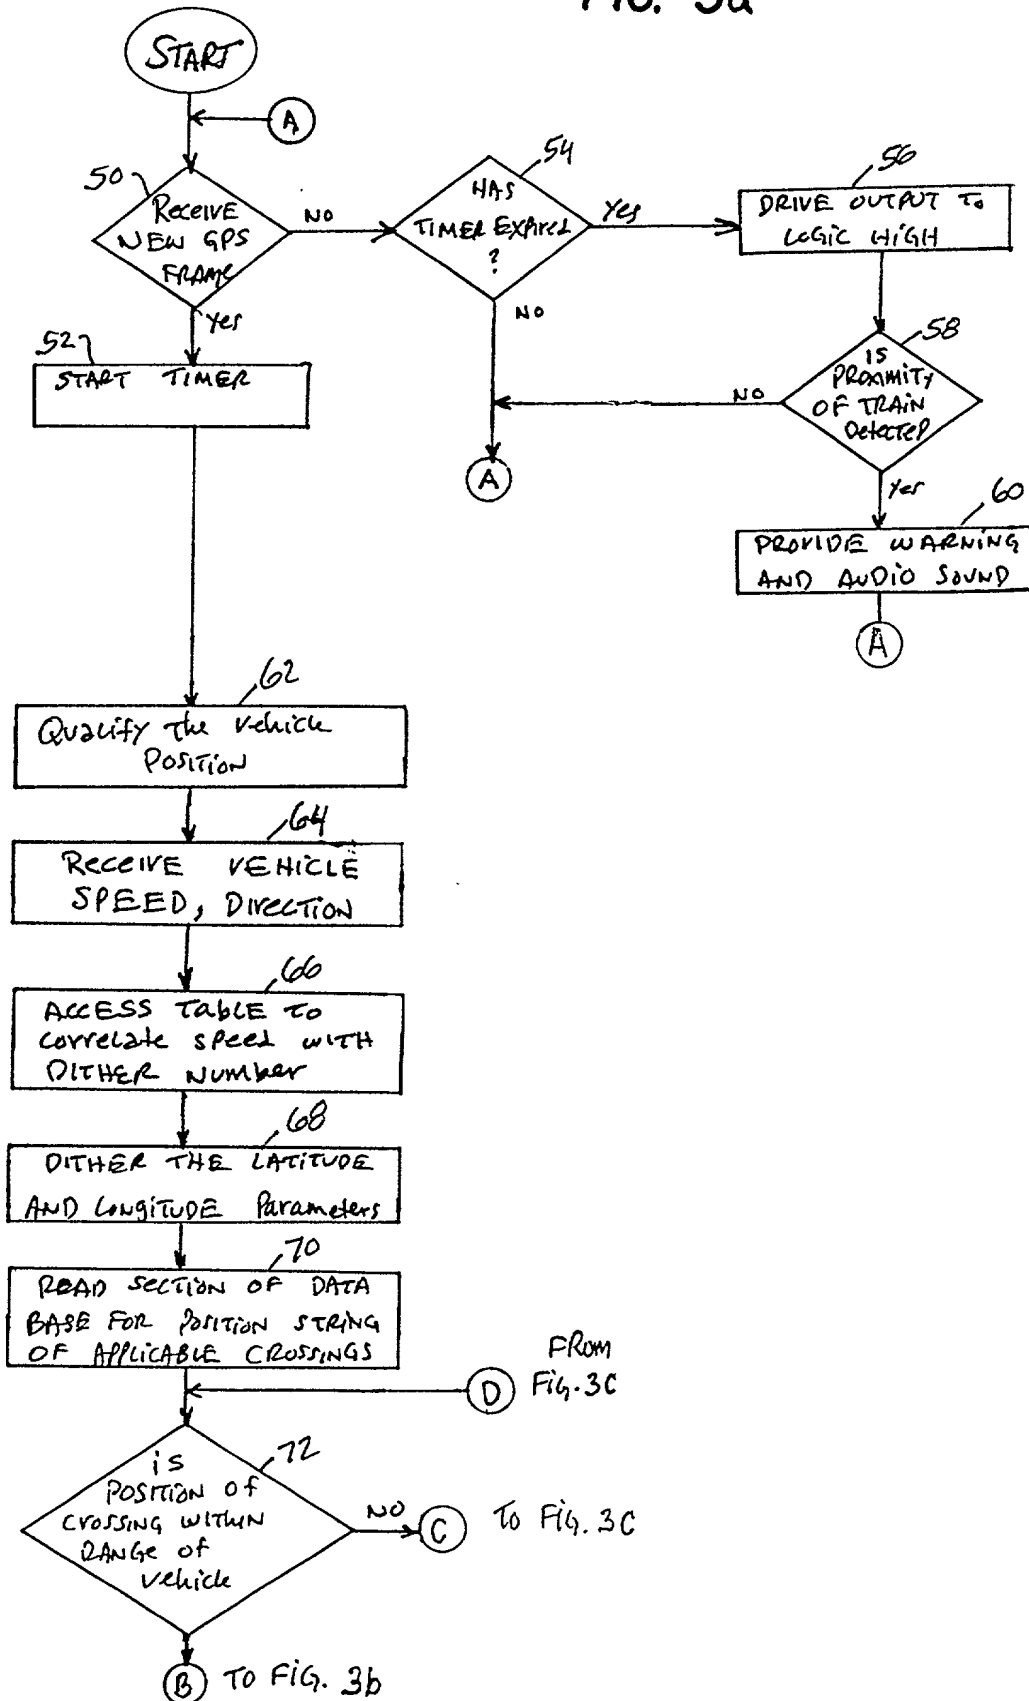 FIG. 3a
START
A
50
RECEIVE
NEW GPS
FRAME
NO
Yes
54
HAS
TIMER EXPIRED
?
Yes
NO
56
DRIVE OUTPUT TO
LOGIC HIGH
58
IS
PROXIMITY
OF TRAIN
DETECTED
NO
Yes
A
60
PROVIDE WARNING
AND AUDIO SOUND
A
52
START TIMER
62
Qualify the vehicle
POSITION
64
RECEIVE VEHICLE
SPEED, DIRECTION
66
ACCESS TABLE TO
correlate speed WITH
DITHER NUMBER
68
DITHER THE LATITUDE
AND LONGITUDE Parameters
70
READ SECTION OF DATA
BASE FOR POSITION STRING
OF APPLICABLE CROSSINGS
D
FROM
FIG. 3C
72
is
POSITION of
CROSSING WITHIN
RANGE of
vehicle
NO
C
TO FIG. 3C
B
TO FIG. 3b